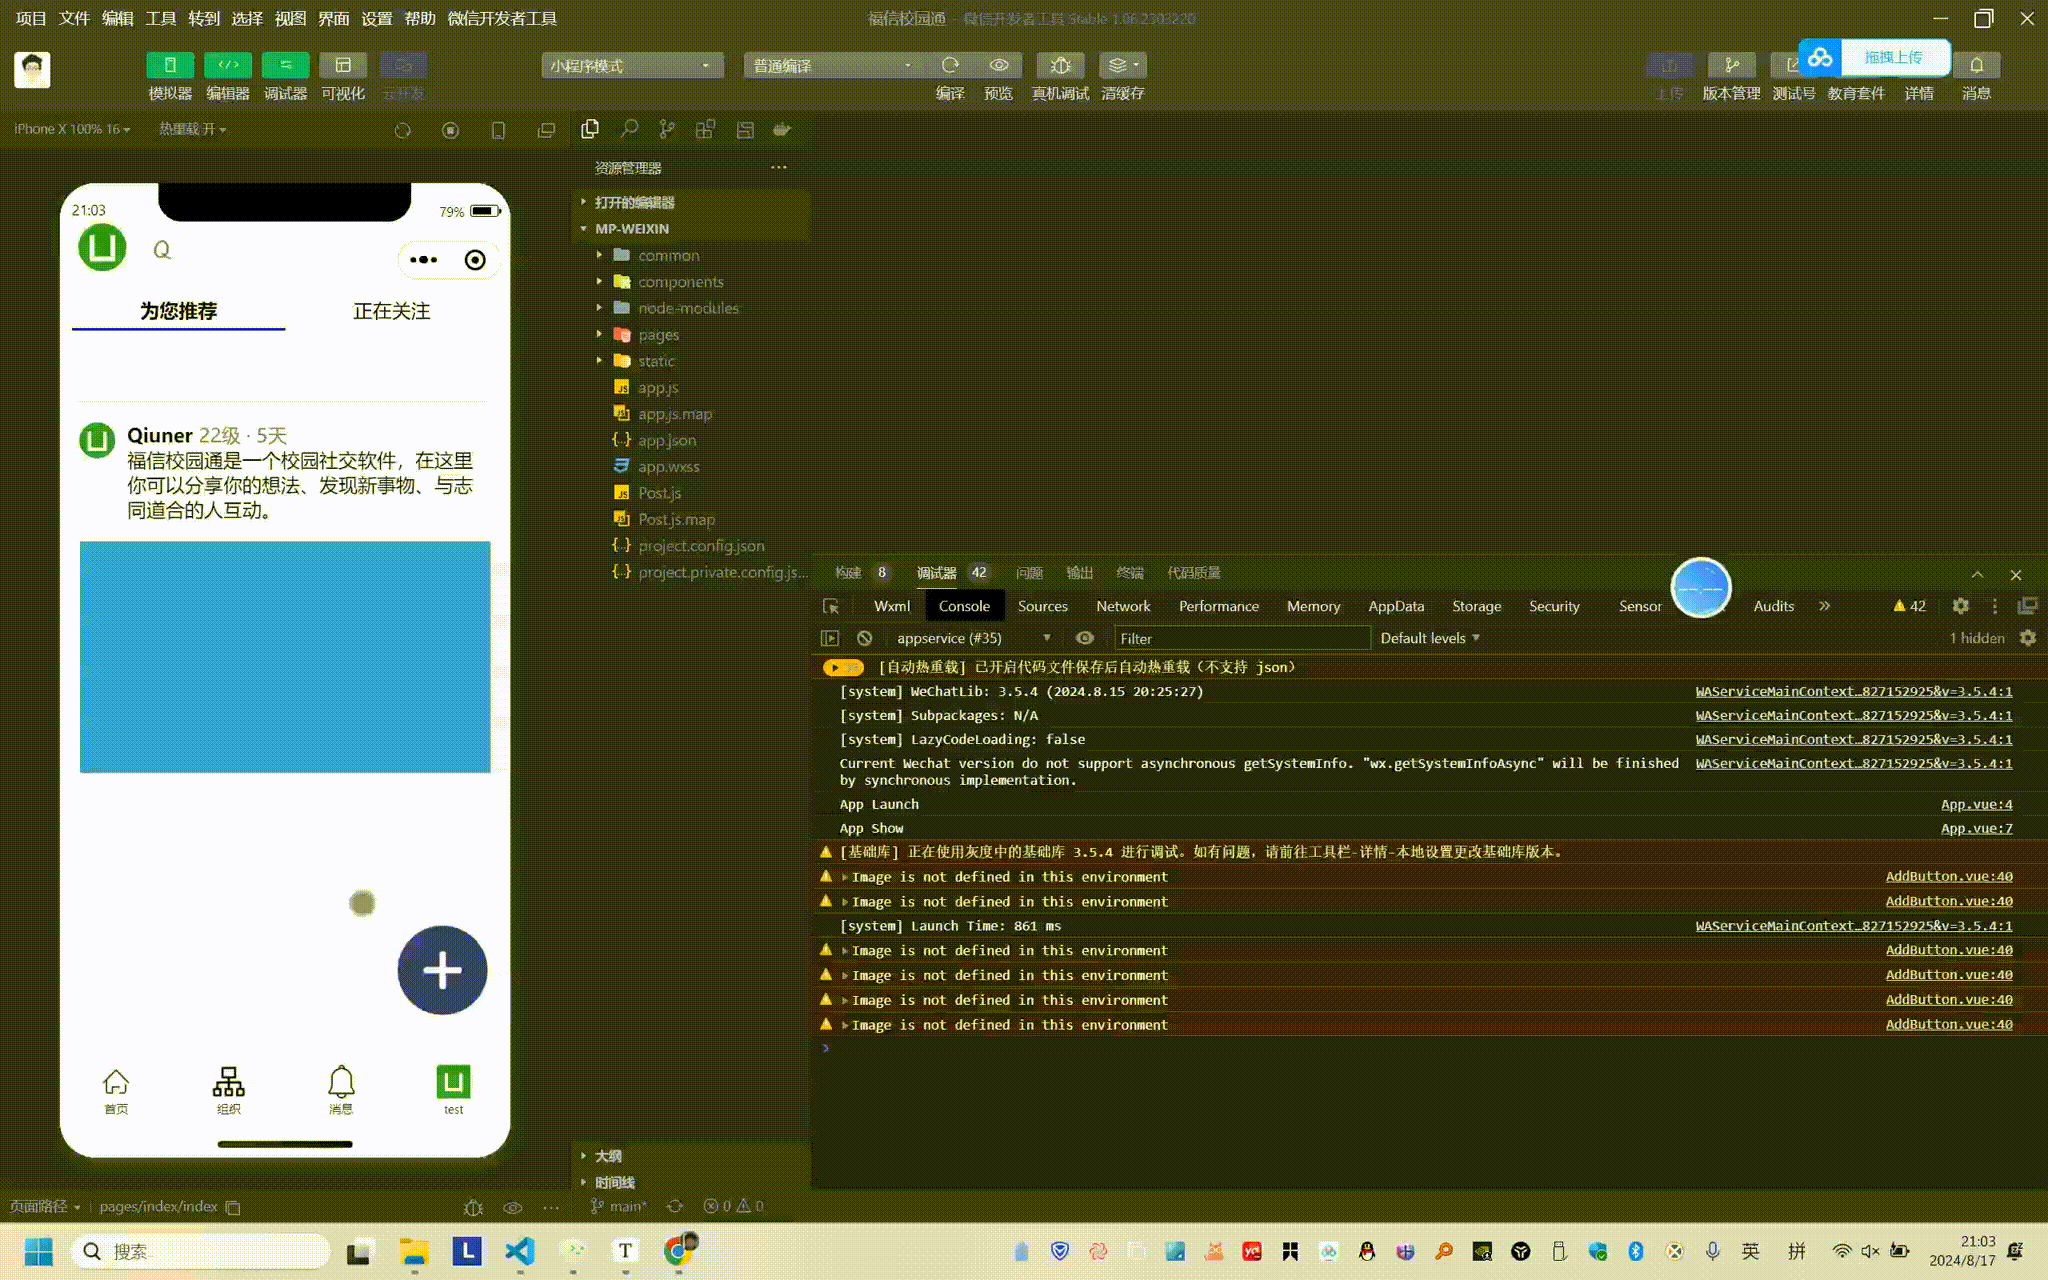 项目 文件 编辑 工具 转到 选择 视图 界面 设置 帮助 微信开发者工具
福信校园通 - 微信开发者工具 Stable 1.06.2303220
小程序模式
普通编译
拖拽上传
模拟器 编辑器 调试器 可视化 云开发
编译 预览 真机调试 清缓存
上传 版本管理 测试号 教育套件 详情 消息
iPhone X 100% 16
热重载 开
资源管理器
打开的编辑器
MP-WEIXIN
common
components
node-modules
pages
static
app.js
app.js.map
app.json
app.wxss
Post.js
Post.js.map
project.config.json
project.private.config.js...
大纲
时间线
21:03
79%
为您推荐
正在关注
Qiuner 22级 · 5天
福信校园通是一个校园社交软件，在这里
你可以分享你的想法、发现新事物、与志
同道合的人互动。
首页
组织
消息
test
构建 8 调试器 42 问题 输出 终端 代码质量
Wxml Console Sources Network Performance Memory AppData Storage Security Sensor Audits
42
appservice (#35)
Filter
Default levels
1 hidden
[自动热重载] 已开启代码文件保存后自动热重载（不支持 json）
[system] WeChatLib: 3.5.4 (2024.8.15 20:25:27) WAServiceMainContext…827152925&v=3.5.4:1
[system] Subpackages: N/A WAServiceMainContext…827152925&v=3.5.4:1
[system] LazyCodeLoading: false WAServiceMainContext…827152925&v=3.5.4:1
Current Wechat version do not support asynchronous getSystemInfo. "wx.getSystemInfoAsync" will be finished WAServiceMainContext…827152925&v=3.5.4:1
by synchronous implementation.
App Launch App.vue:4
App Show App.vue:7
[基础库] 正在使用灰度中的基础库 3.5.4 进行调试。如有问题，请前往工具栏-详情-本地设置更改基础库版本。
Image is not defined in this environment AddButton.vue:40
Image is not defined in this environment AddButton.vue:40
[system] Launch Time: 861 ms WAServiceMainContext…827152925&v=3.5.4:1
Image is not defined in this environment AddButton.vue:40
Image is not defined in this environment AddButton.vue:40
Image is not defined in this environment AddButton.vue:40
Image is not defined in this environment AddButton.vue:40
页面路径 | pages/index/index
main*
0 0
搜索
英
拼
21:03
2024/8/17